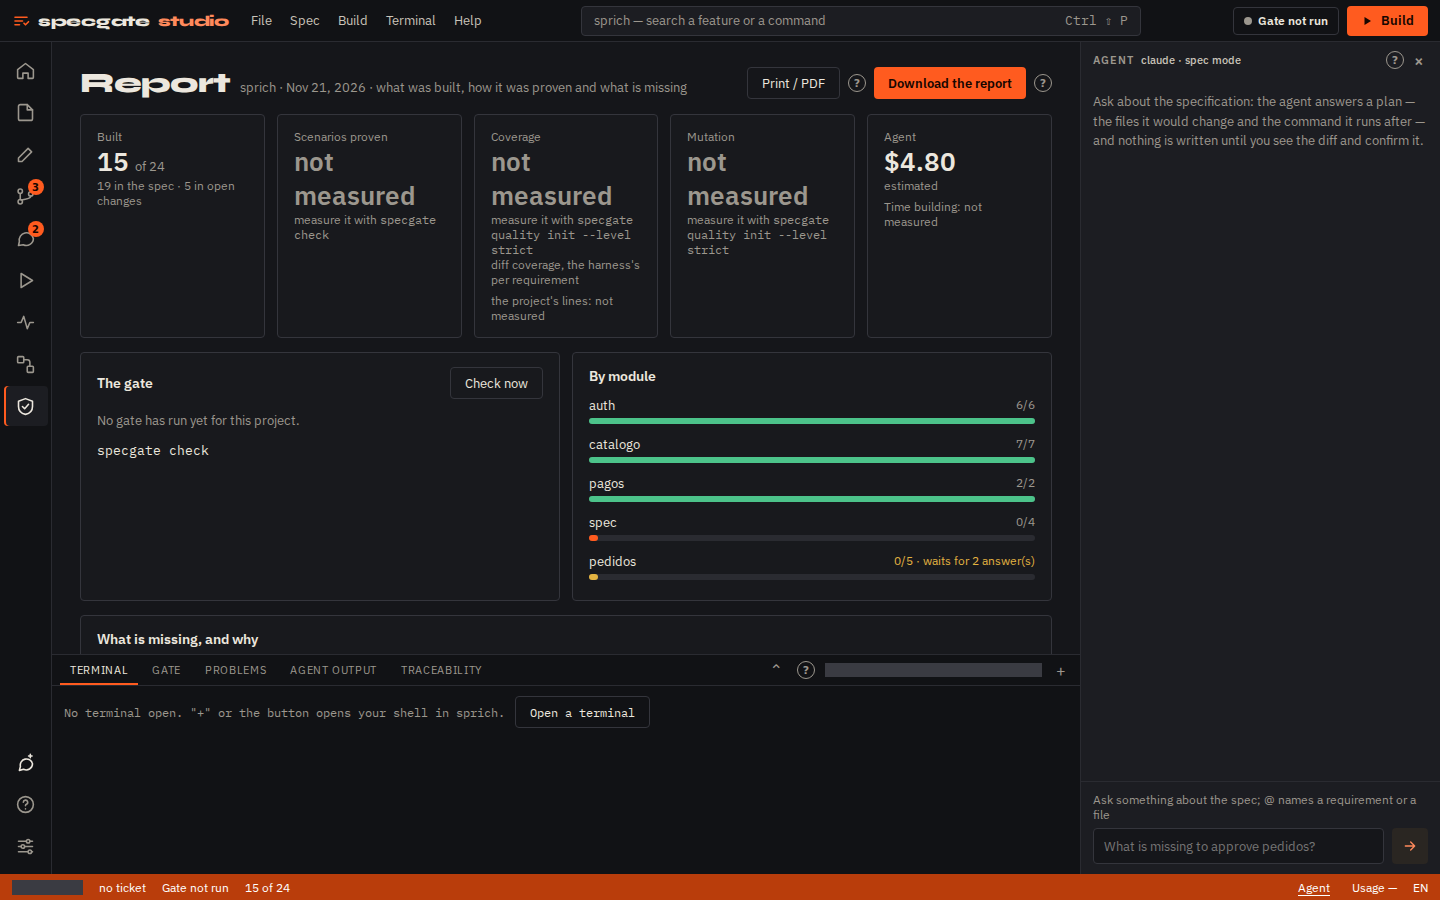 specgate studio
File Spec Build Terminal Help
sprich — search a feature or a command
Ctrl ⇧ P
Gate not run
Build
3
2
Report
sprich · Nov 21, 2026 · what was built, how it was proven and what is missing
Print / PDF
?
Download the report
?
Built
15 of 24
19 in the spec · 5 in open
changes
Scenarios proven
not
measured
measure it with specgate
check
Coverage
not
measured
measure it with specgate
quality init --level
strict
diff coverage, the harness's
per requirement
the project's lines: not
measured
Mutation
not
measured
measure it with specgate
quality init --level
strict
Agent
$4.80
estimated
Time building: not
measured
The gate
Check now
No gate has run yet for this project.
specgate check
By module
auth 6/6
catalogo 7/7
pagos 2/2
spec 0/4
pedidos 0/5 · waits for 2 answer(s)
What is missing, and why
TERMINAL GATE PROBLEMS AGENT OUTPUT TRACEABILITY
^ ? +
No terminal open. "+" or the button opens your shell in sprich.
Open a terminal
AGENT claude · spec mode
? ×
Ask about the specification: the agent answers a plan —
the files it would change and the command it runs after —
and nothing is written until you see the diff and confirm it.
Ask something about the spec; @ names a requirement or a
file
What is missing to approve pedidos?
no ticket Gate not run 15 of 24
Agent Usage — EN